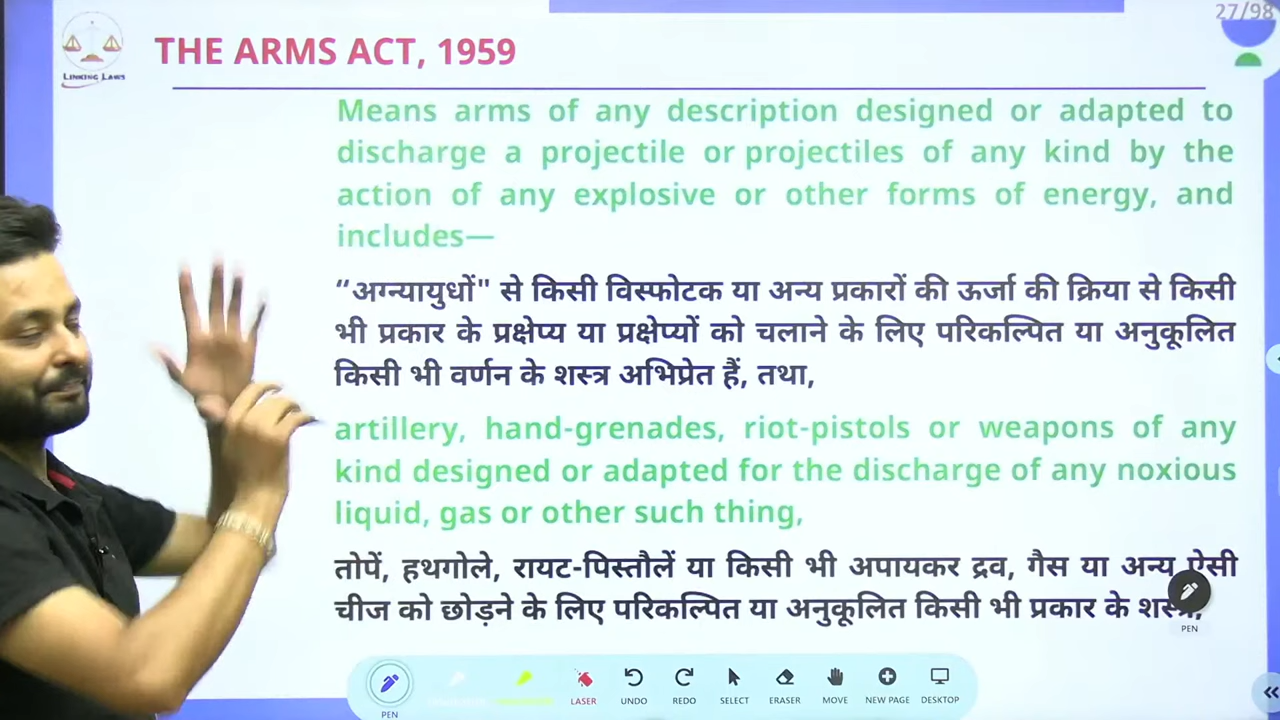 27/98
LINKING LAWS
THE ARMS ACT, 1959
Means arms of any description designed or adapted to
discharge a projectile or projectiles of any kind by the
action of any explosive or other forms of energy, and
includes—
“अग्न्यायुधों" से किसी विस्फोटक या अन्य प्रकारों की ऊर्जा की क्रिया से किसी
भी प्रकार के प्रक्षेप्य या प्रक्षेप्यों को चलाने के लिए परिकल्पित या अनुकूलित
किसी भी वर्णन के शस्त्र अभिप्रेत हैं, तथा,
artillery, hand-grenades, riot-pistols or weapons of any
kind designed or adapted for the discharge of any noxious
liquid, gas or other such thing,
तोपें, हथगोले, रायट-पिस्तौलें या किसी भी अपायकर द्रव, गैस या अन्य ऐसी
चीज को छोड़ने के लिए परिकल्पित या अनुकूलित किसी भी प्रकार के
PEN
PEN LASER UNDO REDO SELECT ERASER MOVE NEW PAGE DESKTOP